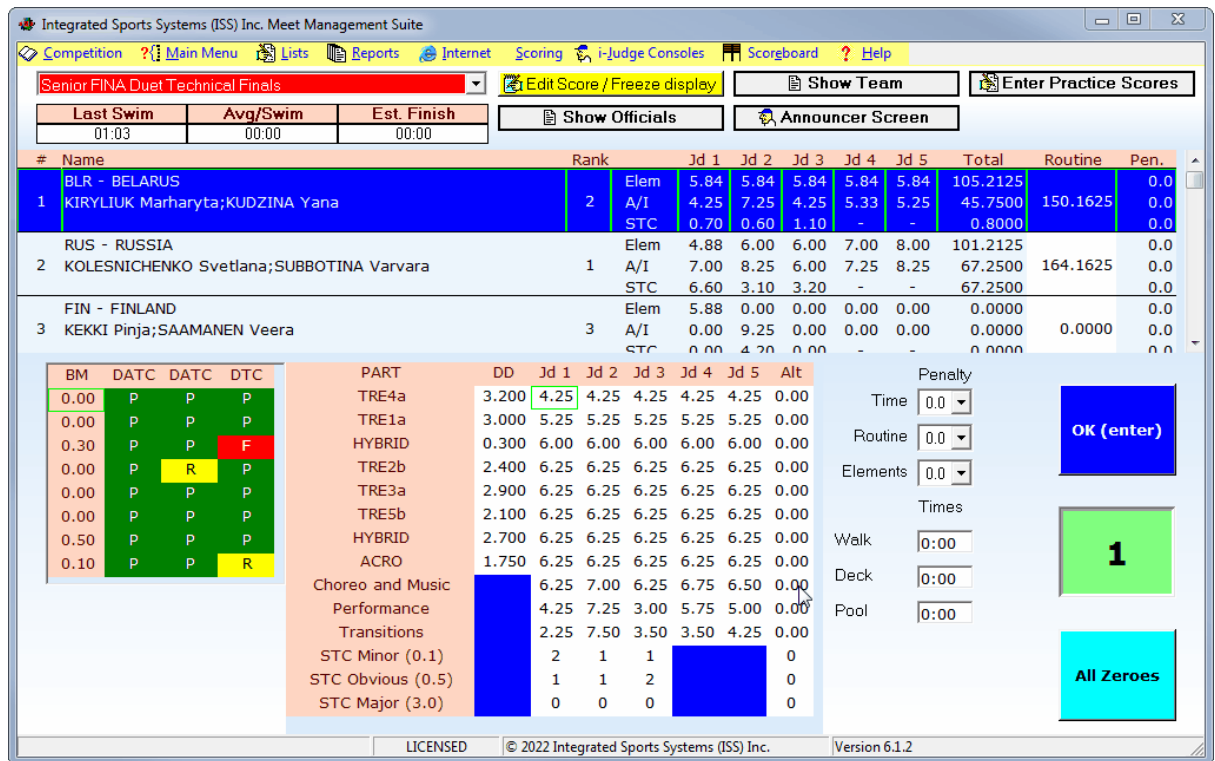 Integrated Sports Systems (ISS) Inc. Meet Management Suite
Competition ?{] Main Menu Lists Reports Internet Scoring i-Judge Consoles Scoreboard ? Help
Senior FINA Duet Technical Finals Edit Score / Freeze display Show Team Enter Practice Scores
Last Swim Avg/Swim Est. Finish Show Officials Announcer Screen
01:03 00:00 00:00
# Name Rank Jd 1 Jd 2 Jd 3 Jd 4 Jd 5 Total Routine Pen.
BLR - BELARUS Elem 5.84 5.84 5.84 5.84 5.84 105.2125 0.0
1 KIRYLIUK Marharyta;KUDZINA Yana 2 A/I 4.25 7.25 4.25 5.33 5.25 45.7500 150.1625 0.0
STC 0.70 0.60 1.10 - - 0.8000 0.0
RUS - RUSSIA Elem 4.88 6.00 6.00 7.00 8.00 101.2125 0.0
2 KOLESNICHENKO Svetlana;SUBBOTINA Varvara 1 A/I 7.00 8.25 6.00 7.25 8.25 67.2500 164.1625 0.0
STC 6.60 3.10 3.20 - - 67.2500 0.0
FIN - FINLAND Elem 5.88 0.00 0.00 0.00 0.00 0.0000 0.0
3 KEKKI Pinja;SAAMANEN Veera 3 A/I 0.00 9.25 0.00 0.00 0.00 0.0000 0.0000 0.0
STC 0.00 4.20 0.00 - - 0.0000 0.0
BM DATC DATC DTC
0.00 P P P
0.00 P P P
0.30 P P F
0.00 P R P
0.00 P P P
0.00 P P P
0.50 P P P
0.10 P P R
PART DD Jd 1 Jd 2 Jd 3 Jd 4 Jd 5 Alt
TRE4a 3.200 4.25 4.25 4.25 4.25 4.25 0.00
TRE1a 3.000 5.25 5.25 5.25 5.25 5.25 0.00
HYBRID 0.300 6.00 6.00 6.00 6.00 6.00 0.00
TRE2b 2.400 6.25 6.25 6.25 6.25 6.25 0.00
TRE3a 2.900 6.25 6.25 6.25 6.25 6.25 0.00
TRE5b 2.100 6.25 6.25 6.25 6.25 6.25 0.00
HYBRID 2.700 6.25 6.25 6.25 6.25 6.25 0.00
ACRO 1.750 6.25 6.25 6.25 6.25 6.25 0.00
Choreo and Music 6.25 7.00 6.25 6.75 6.50 0.00
Performance 4.25 7.25 3.00 5.75 5.00 0.00
Transitions 2.25 7.50 3.50 3.50 4.25 0.00
STC Minor (0.1) 2 1 1 0
STC Obvious (0.5) 1 1 2 0
STC Major (3.0) 0 0 0 0
Penalty
Time 0.0
Routine 0.0
Elements 0.0
Times
Walk 0:00
Deck 0:00
Pool 0:00
OK (enter)
1
All Zeroes
LICENSED © 2022 Integrated Sports Systems (ISS) Inc. Version 6.1.2